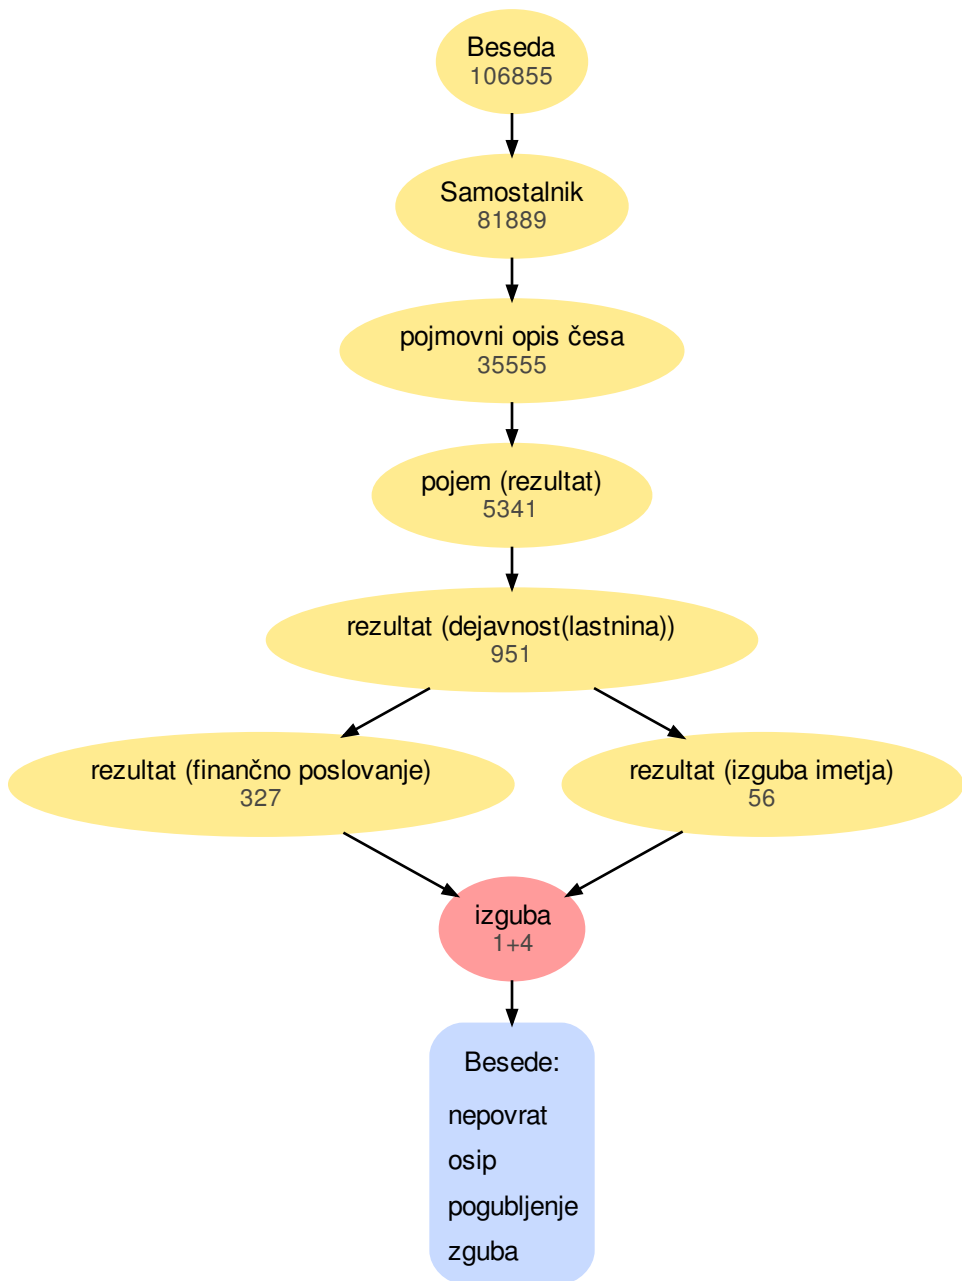 Beseda
106855
Samostalnik
81889
pojmovni opis česa
35555
pojem (rezultat)
5341
rezultat (dejavnost(lastnina))
951
rezultat (finančno poslovanje)
327
rezultat (izguba imetja)
56
izguba
1+4
Besede:
nepovrat
osip
pogubljenje
zguba